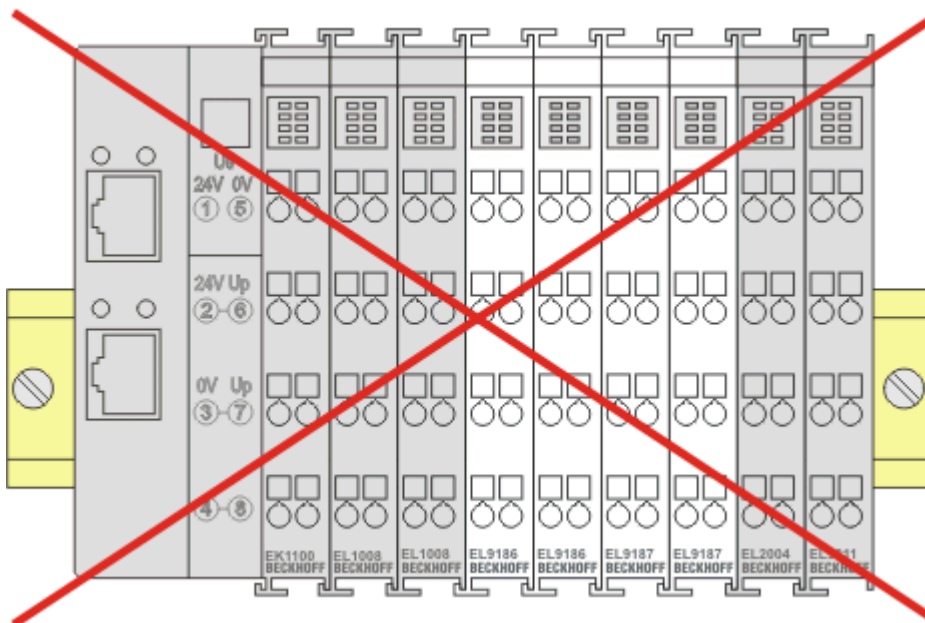 24V 0V
1 5
24V Up
2-6
0V Up
3-7
4-8
EK1100 EL1008 EL1008 EL9186 EL9186 EL9187 EL9187 EL2004
BECKHOFF BECKHOFF BECKHOFF BECKHOFF BECKHOFF BECKHOFF BECKHOFF BECKHOFF BECKHOFF